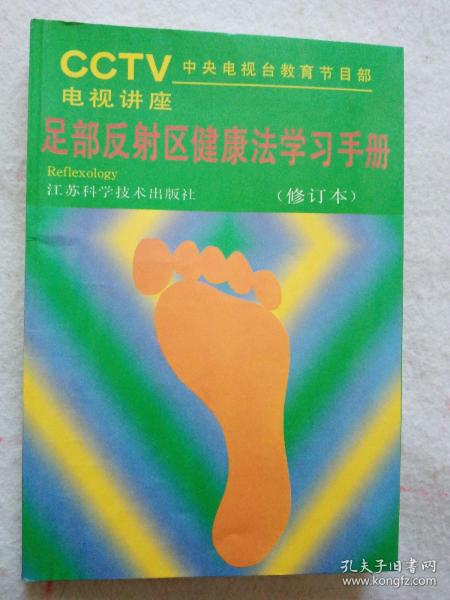 CCTV 中央电视台教育节目部
电视讲座
足部反射区健康法学习手册
Reflexology
江苏科学技术出版社 （修订本）
孔夫子旧书网
www.kongfz.com